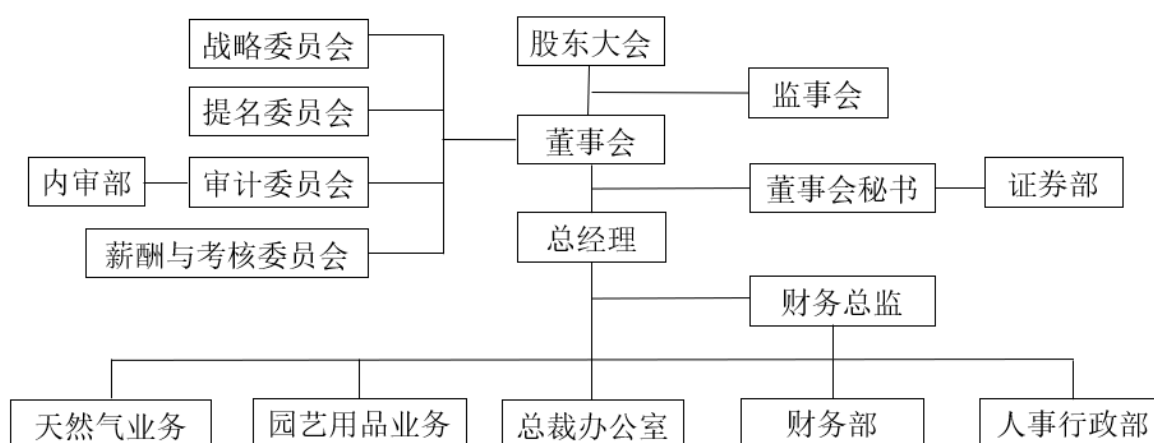 战略委员会
股东大会
提名委员会
监事会
董事会
内审部
审计委员会
董事会秘书
证券部
总经理
薪酬与考核委员会
财务总监
天然气业务
园艺用品业务
总裁办公室
财务部
人事行政部